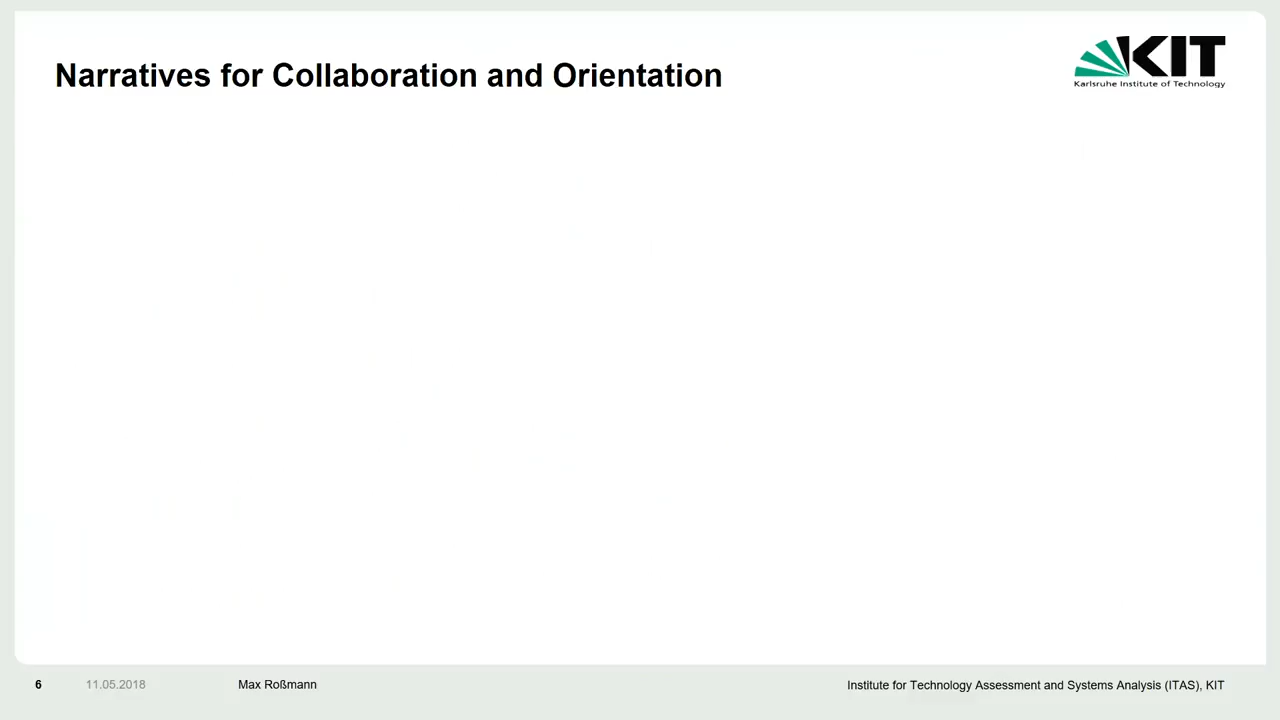 Narratives for Collaboration and Orientation
KIT
Karlsruhe Institute of Technology
6
11.05.2018
Max Roßmann
Institute for Technology Assessment and Systems Analysis (ITAS), KIT